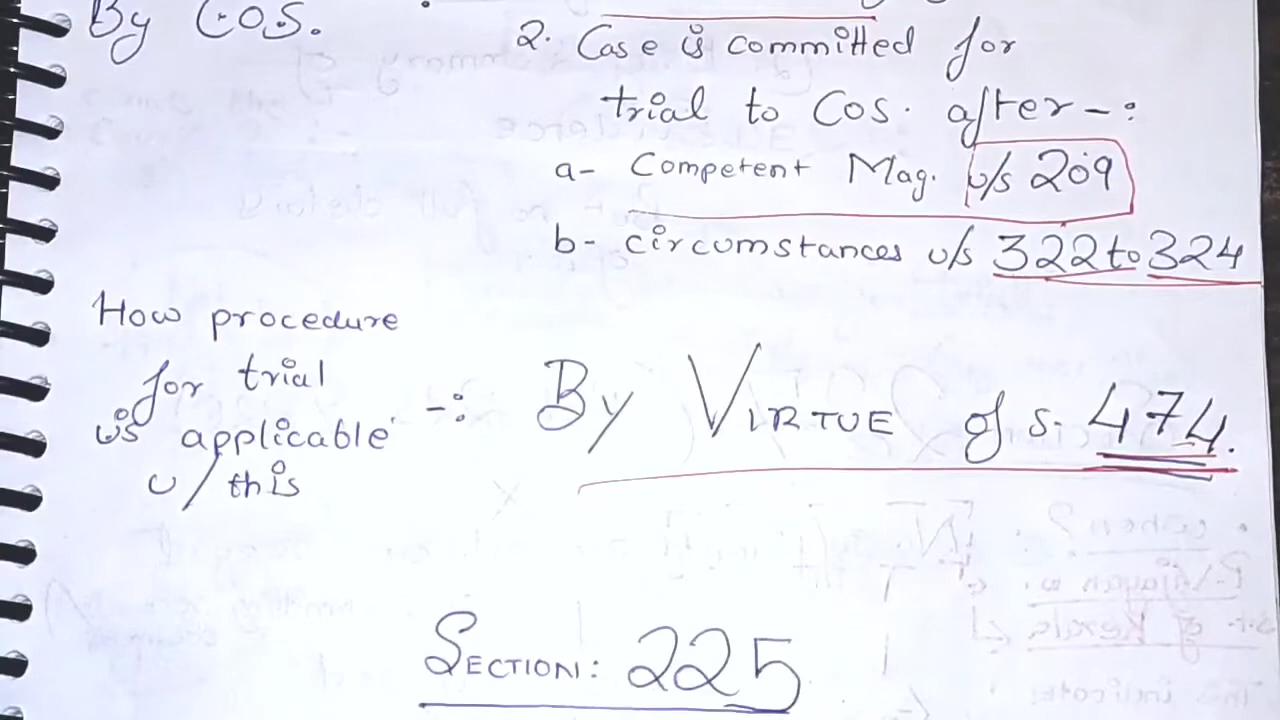 By C.O.S.
2. Case is committed for
trial to Cos. after-:
a- Competent Mag. u/s 209
b- circumstances u/s 322 to 324
How procedure
for trial
is applicable
u/this
-: By VIRTUE of s. 474.
SECTION: 225